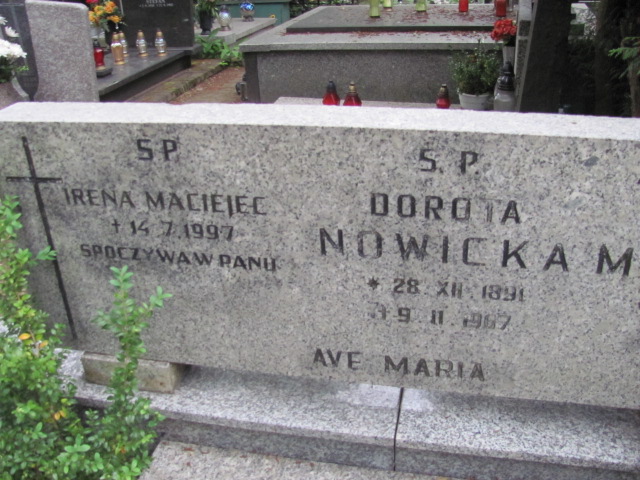 SP
IRENA MACIEJEC
+ 14.7.1997
SPOCZYWA W PANU
S.P.
DOROTA
NOWICKA M
* 28 XII 1891
+ 9 II 1967
AVE MARIA